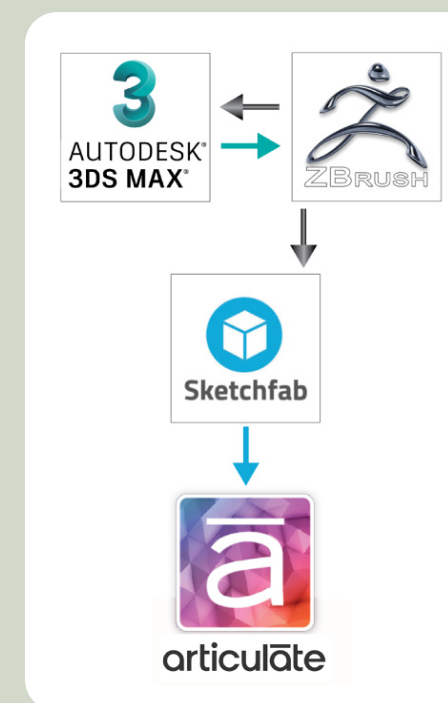 3
AUTODESK®
3DS MAX®
ZBRUSH
Sketchfab
ā
articulāte